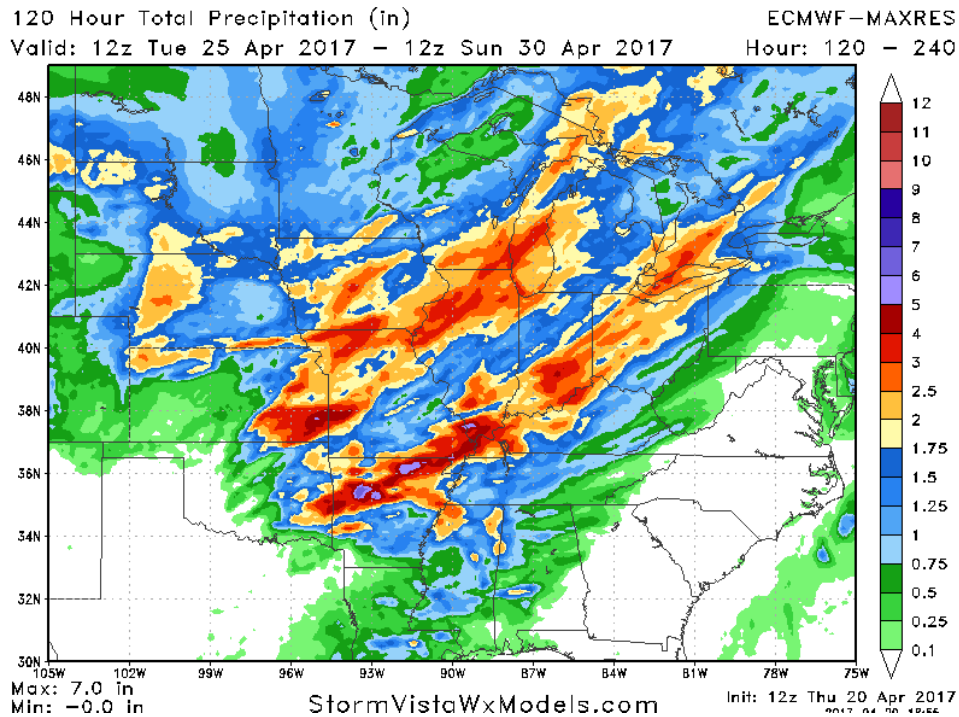 120 Hour Total Precipitation (in)
ECMWF-MAXRES
Valid: 12z Tue 25 Apr 2017 - 12z Sun 30 Apr 2017
Hour: 120 - 240
48N
46N
44N
42N
40N
38N
36N
34N
32N
30N
105W
102W
99W
96W
93W
90W
87W
84W
81W
78W
75W
12
11
10
9
8
7
6
5
4
3
2.5
2
1.75
1.5
1.25
1
0.75
0.5
0.25
0.1
Max: 7.0 in
Min: -0.0 in
StormVistaWxModels.com
Init: 12z Thu 20 Apr 2017